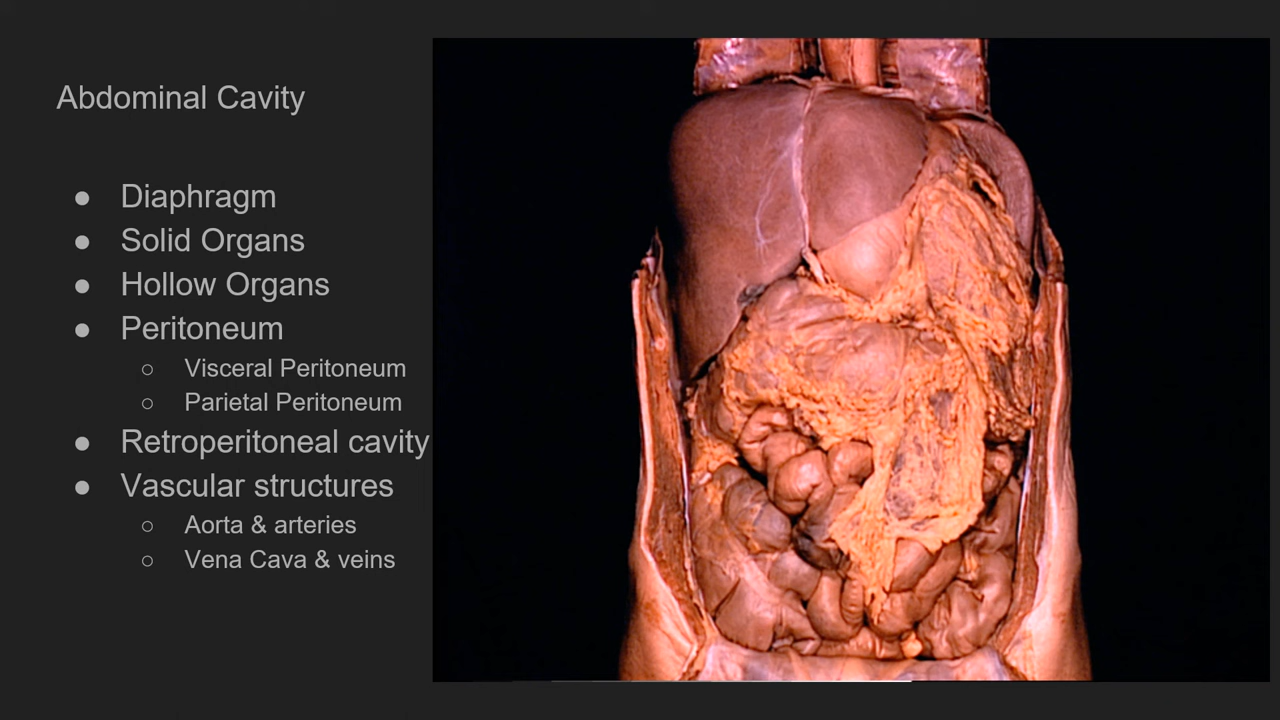 Abdominal Cavity
● Diaphragm
● Solid Organs
● Hollow Organs
● Peritoneum
○ Visceral Peritoneum
○ Parietal Peritoneum
● Retroperitoneal cavity
● Vascular structures
○ Aorta & arteries
○ Vena Cava & veins